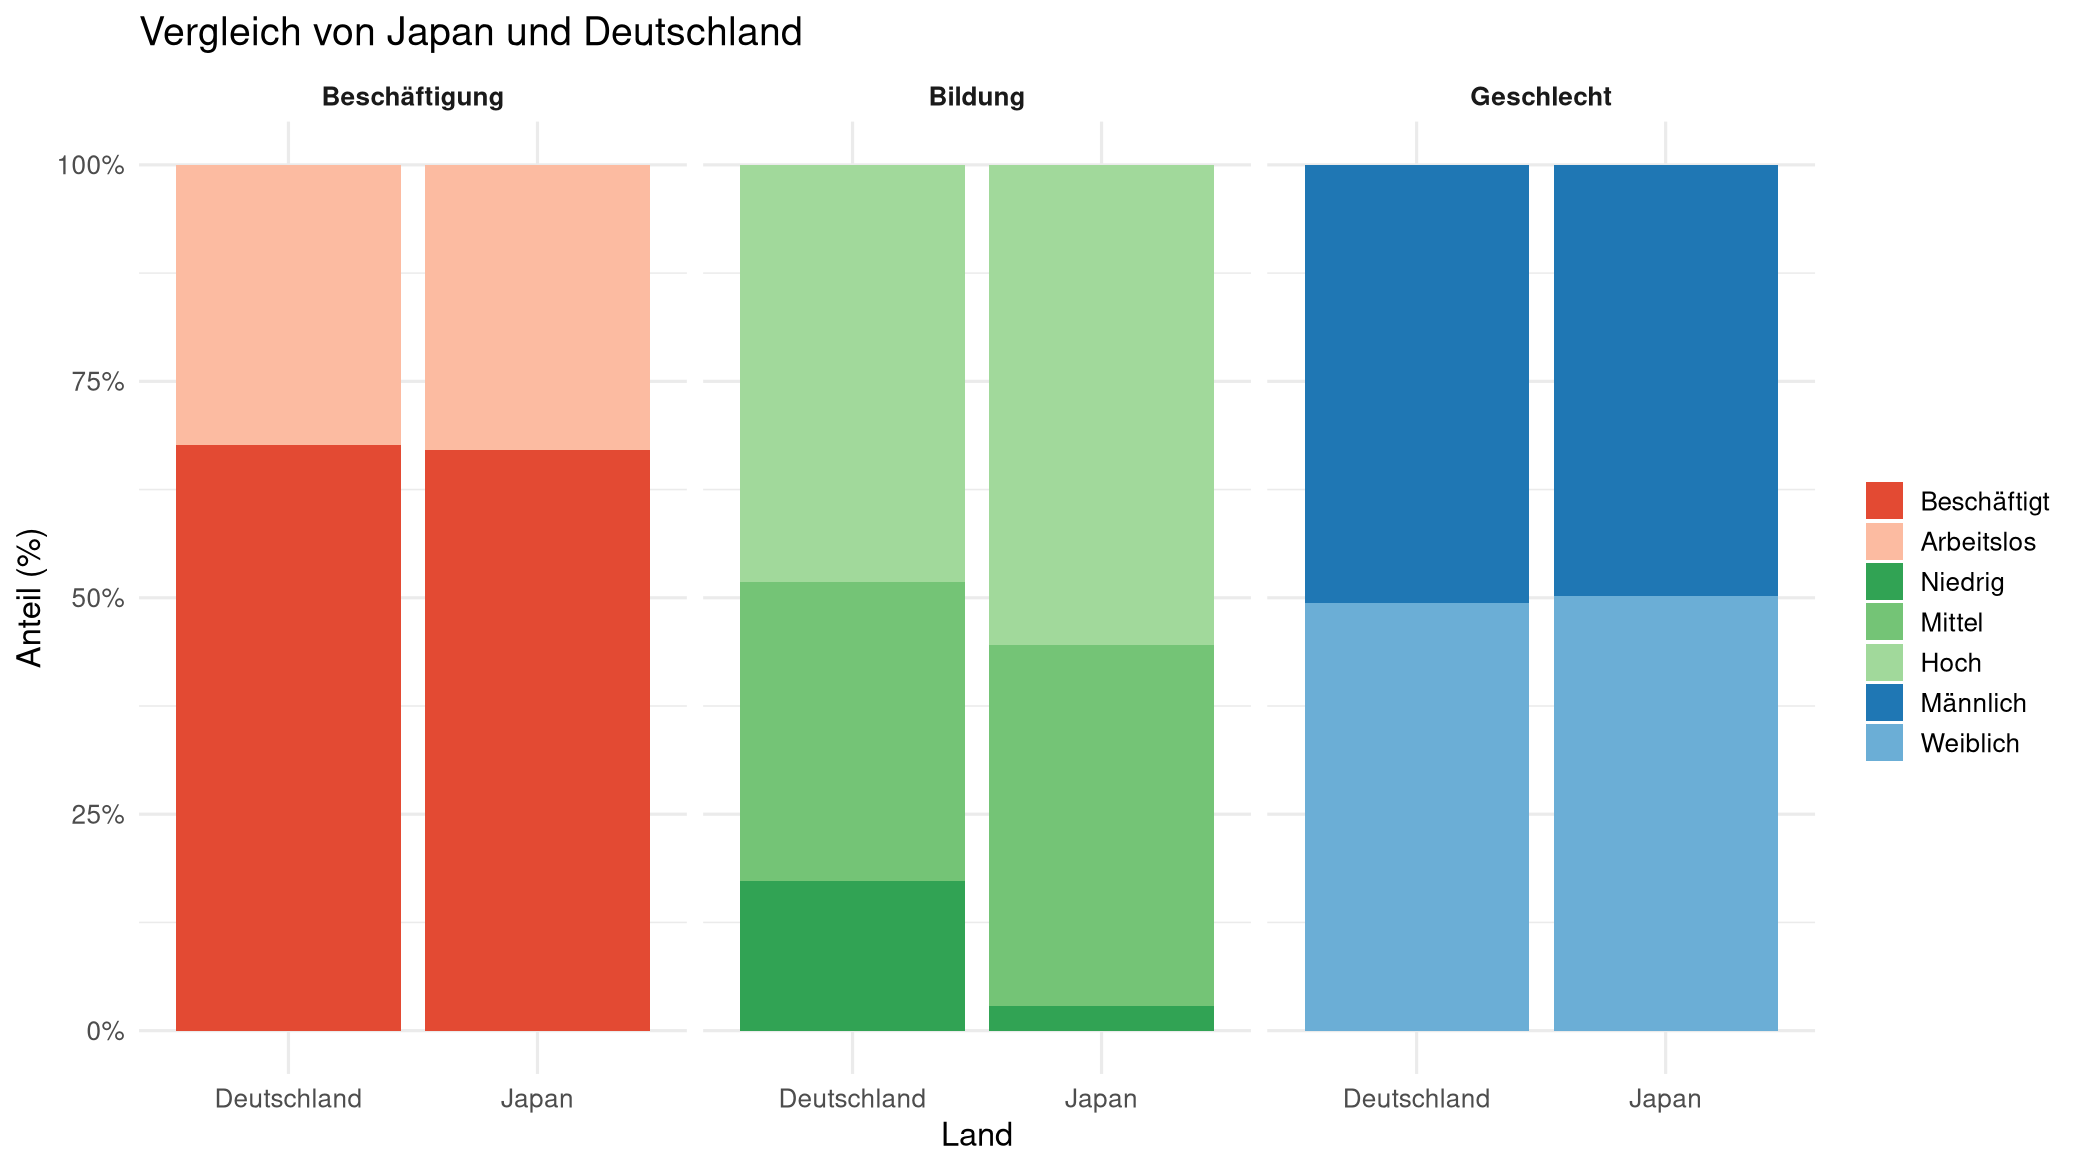 Vergleich von Japan und Deutschland
Beschäftigung
Bildung
Geschlecht
100%
75%
50%
25%
0%
Anteil (%)
Deutschland
Japan
Deutschland
Japan
Deutschland
Japan
Land
Beschäftigt
Arbeitslos
Niedrig
Mittel
Hoch
Männlich
Weiblich